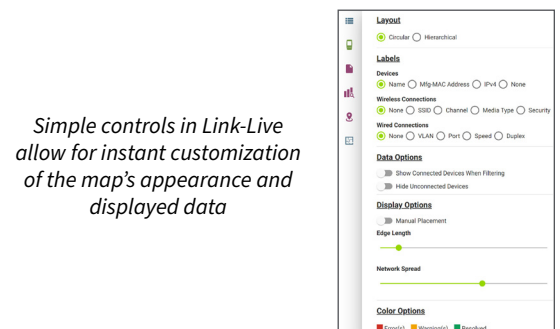 Simple controls in Link-Live
allow for instant customization
of the map's appearance and
displayed data
Layout
Circular Hierarchical
Labels
Devices
Name Mfg-MAC Address IPv4 None
Wireless Connections
None SSID Channel Media Type Security
Wired Connections
None VLAN Port Speed Duplex
Data Options
Show Connected Devices When Filtering
Hide Unconnected Devices
Display Options
Manual Placement
Edge Length
Network Spread
Color Options
Error(s) Warning(s) Resolved